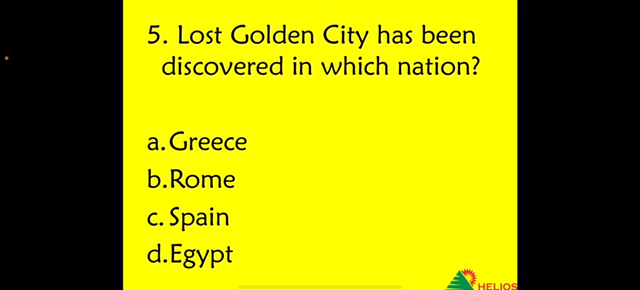 5. Lost Golden City has been
discovered in which nation?
a. Greece
b.Rome
c. Spain
d.Egypt
HELIOS